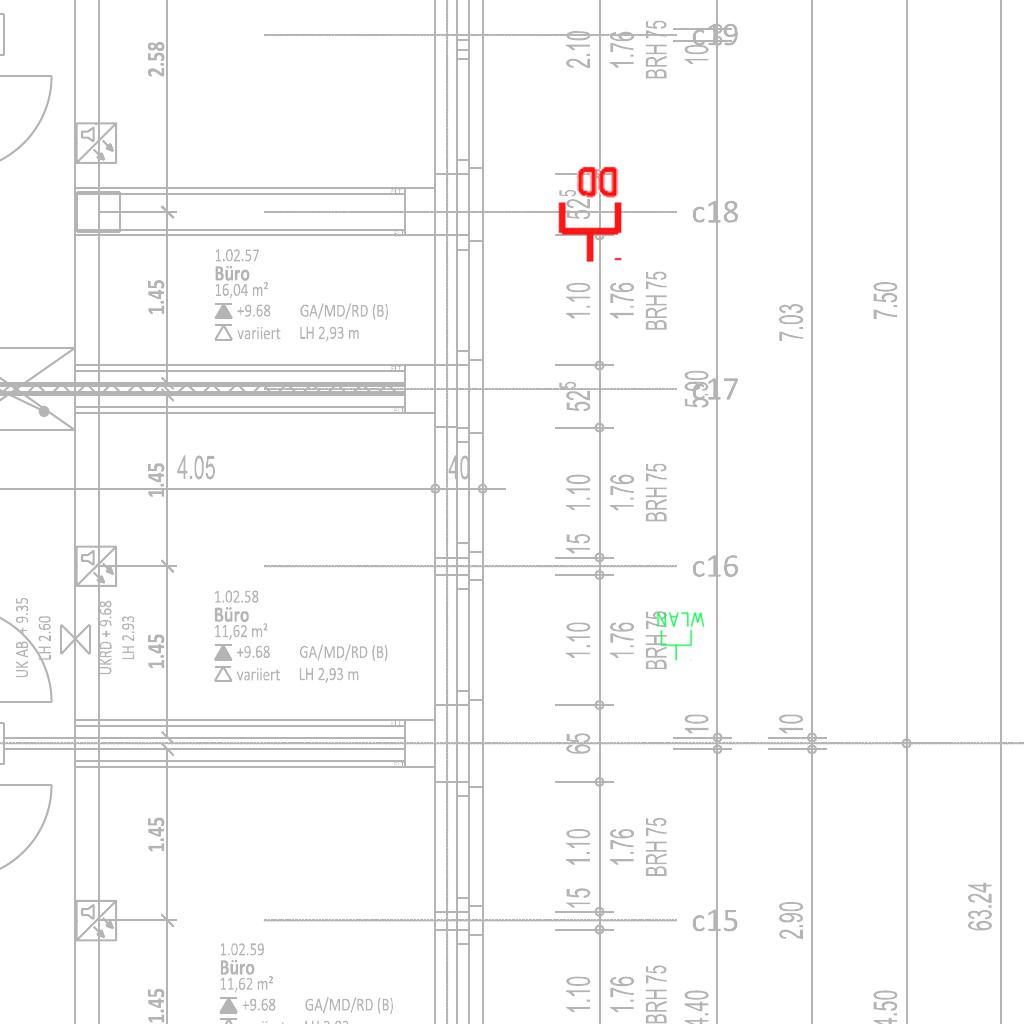 2.58
2.10
1.76
BRH 75
10
c19
DD
52⁵
c18
1.02.57
Büro
16,04 m²
+9.68 GA/MD/RD (B)
variiert LH 2,93 m
1.45
1.10
1.76
BRH 75
7.03
7.50
52⁵
5.90
c17
1.45
4.05
40
1.10
1.76
BRH 75
15
c16
1.02.58
Büro
11,62 m²
+9.68 GA/MD/RD (B)
variiert LH 2,93 m
UK AB + 9.35
LH 2.60
UKRD + 9.68
LH 2.93
1.45
1.10
1.76
BRH 75
WLAN
65
10
10
1.45
1.10
1.76
BRH 75
15
c15
2.90
63.24
1.02.59
Büro
11,62 m²
+9.68 GA/MD/RD (B)
1.45
1.10
1.76
BRH 75
4.40
4.50